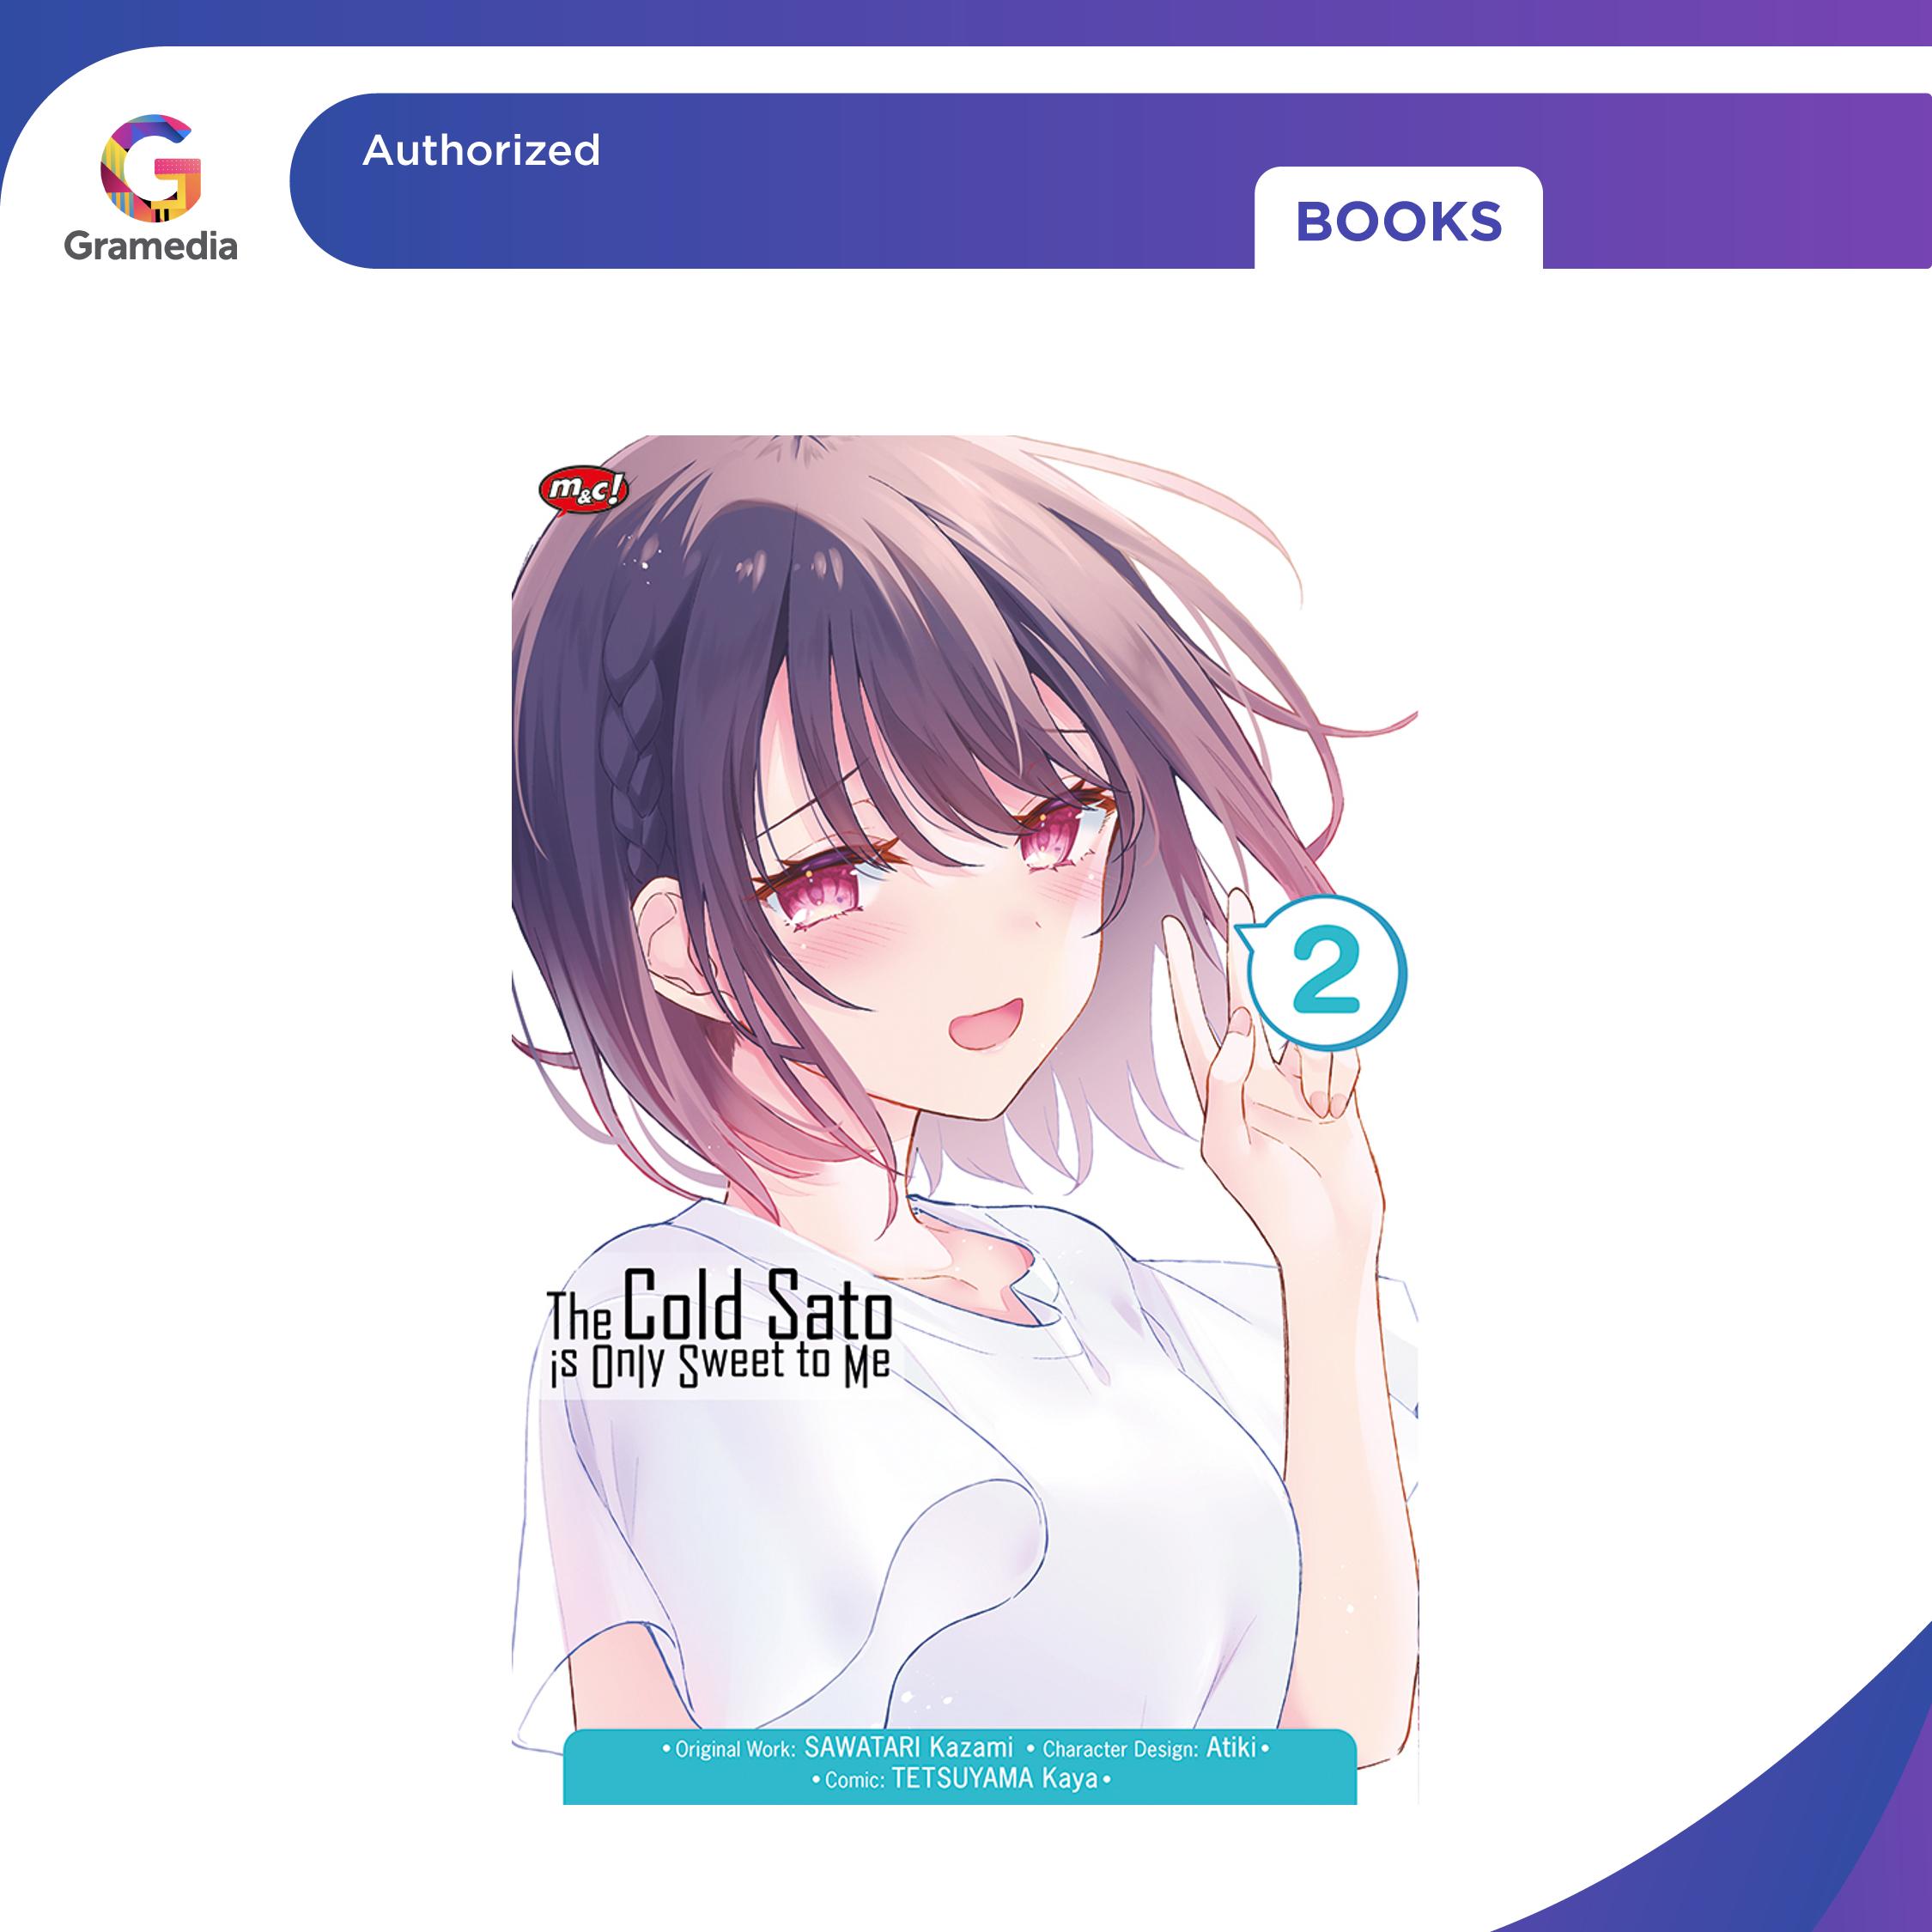 Authorized
Gramedia
BOOKS
m&c!
2
The Cold Sato
is Only Sweet to Me
• Original Work: SAWATARI Kazami • Character Design: Atiki •
• Comic: TETSUYAMA Kaya •